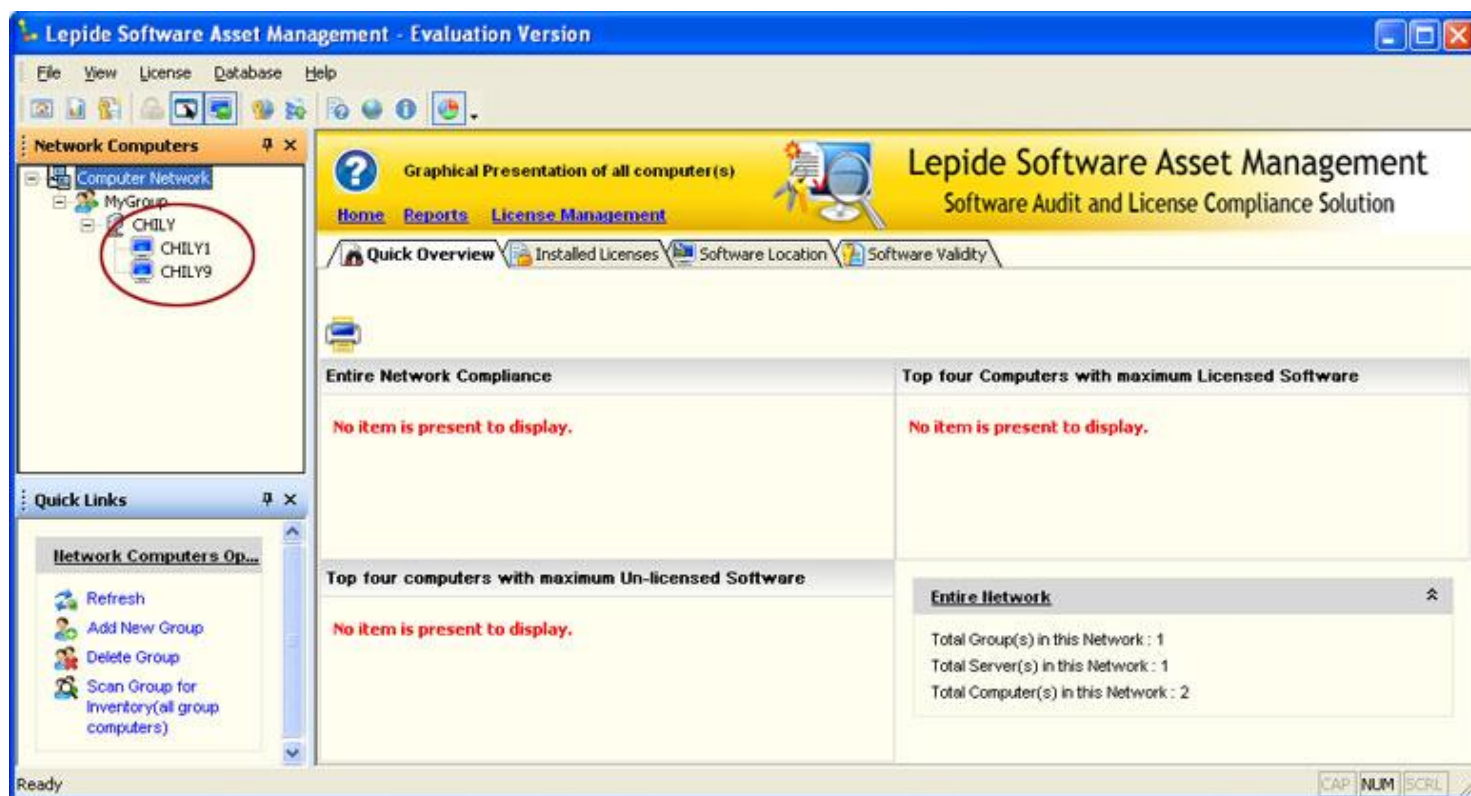 Lepide Software Asset Management - Evaluation Version
File View License Database Help
Network Computers
Computer Network
MyGroup
CHILY
CHILY1
CHILY9
Quick Links
Network Computers Op...
Refresh
Add New Group
Delete Group
Scan Group for
Inventory(all group
computers)
Graphical Presentation of all computer(s)
Home Reports License Management
Lepide Software Asset Management
Software Audit and License Compliance Solution
Quick Overview Installed Licenses Software Location Software Validity
Entire Network Compliance
No item is present to display.
Top four Computers with maximum Licensed Software
No item is present to display.
Top four computers with maximum Un-licensed Software
No item is present to display.
Entire Network
Total Group(s) in this Network : 1
Total Server(s) in this Network : 1
Total Computer(s) in this Network : 2
Ready
CAP NUM SCRL